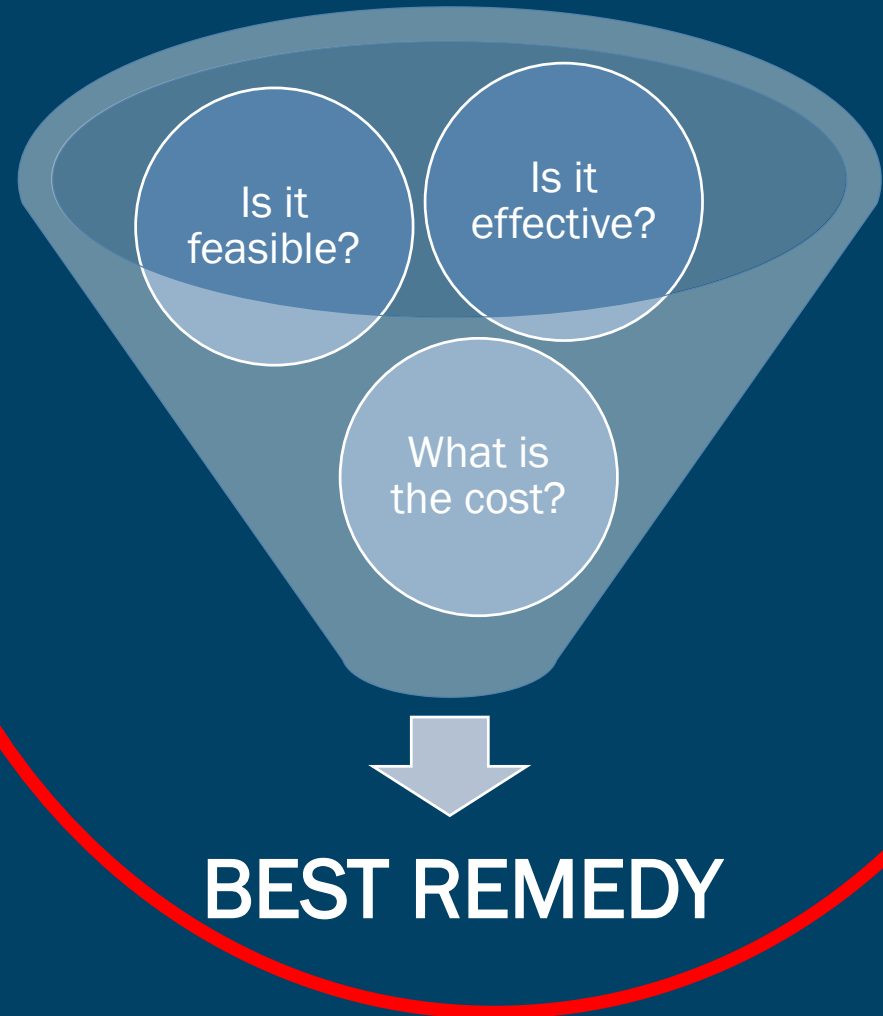 Is it
feasible?
Is it
effective?
What is
the cost?
BEST REMEDY